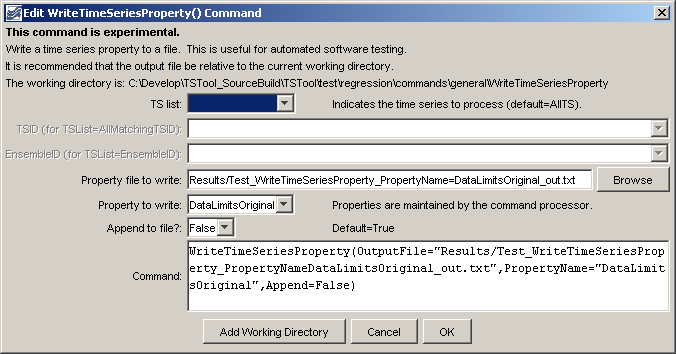 Edit WriteTimeSeriesProperty() Command
This command is experimental.
Write a time series property to a file.  This is useful for automated software testing.
It is recommended that the output file be relative to the current working directory.
The working directory is: C:\Develop\TSTool_SourceBuild\TSTool\test\regression\commands\general\WriteTimeSeriesProperty
TS list: Indicates the time series to process (default=AllTS).
TSID (for TSList=AllMatchingTSID):
EnsembleID (for TSList=EnsembleID):
Property file to write: Results/Test_WriteTimeSeriesProperty_PropertyName=DataLimitsOriginal_out.txt Browse
Property to write: DataLimitsOriginal Properties are maintained by the command processor.
Append to file?: False Default=True
WriteTimeSeriesProperty(OutputFile="Results/Test_WriteTimeSeriesPrope
rty_PropertyNameDataLimitsOriginal_out.txt",PropertyName="DataLimit
Command: sOriginal",Append=False)
Add Working Directory Cancel OK